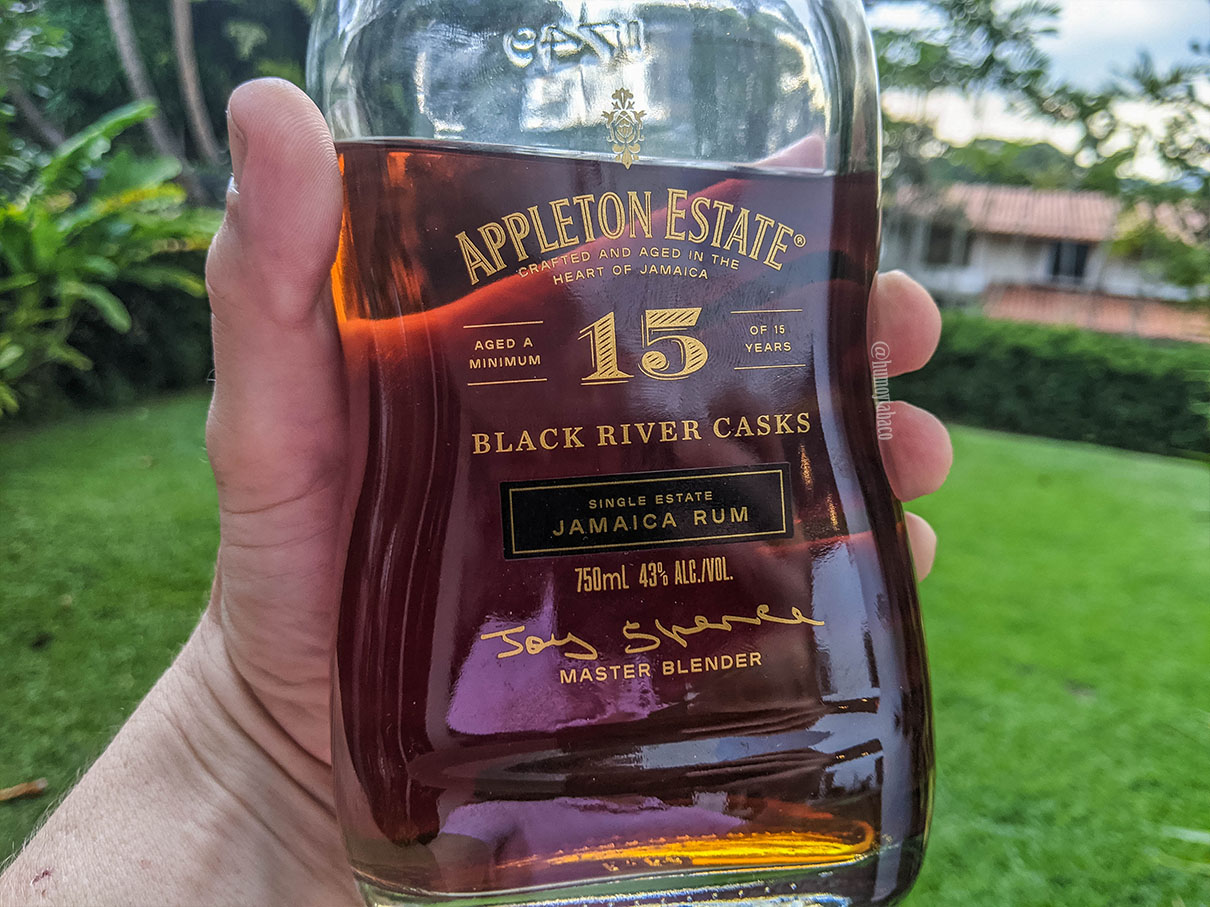 APPLETON ESTATE®
CRAFTED AND AGED IN THE
HEART OF JAMAICA
AGED A
MINIMUM
15
OF 15
YEARS
BLACK RIVER CASKS
SINGLE ESTATE
JAMAICA RUM
750mL 43% ALC./VOL.
Joy Spence
MASTER BLENDER
@humoytabaco